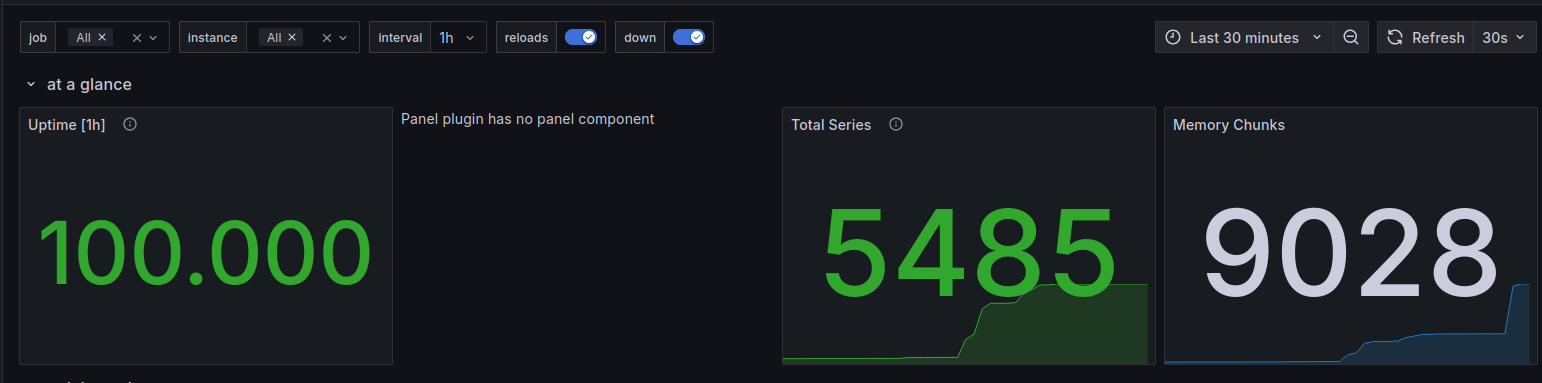 job All instance All interval 1h reloads down Last 30 minutes Refresh 30s
at a glance
Uptime [1h] Panel plugin has no panel component Total Series Memory Chunks
100.000 5485 9028